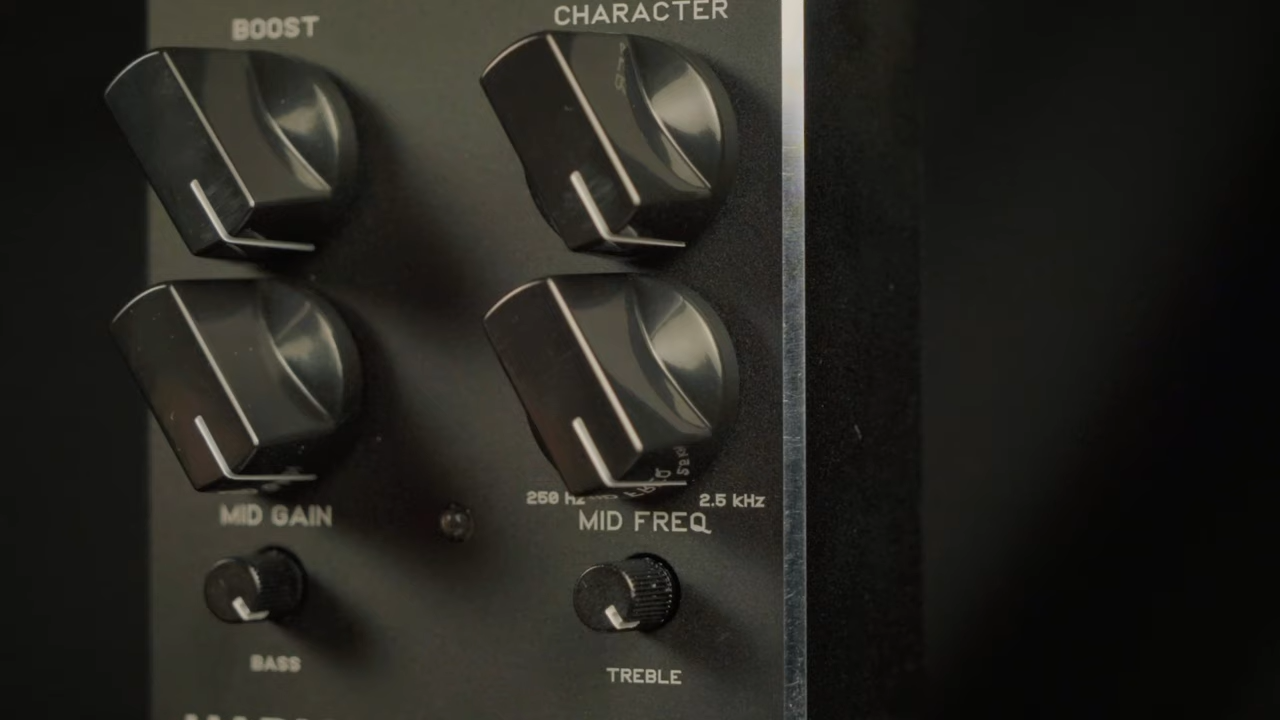 BOOST
CHARACTER
250 Hz
2.5 kHz
MID GAIN
MID FREQ
BASS
TREBLE